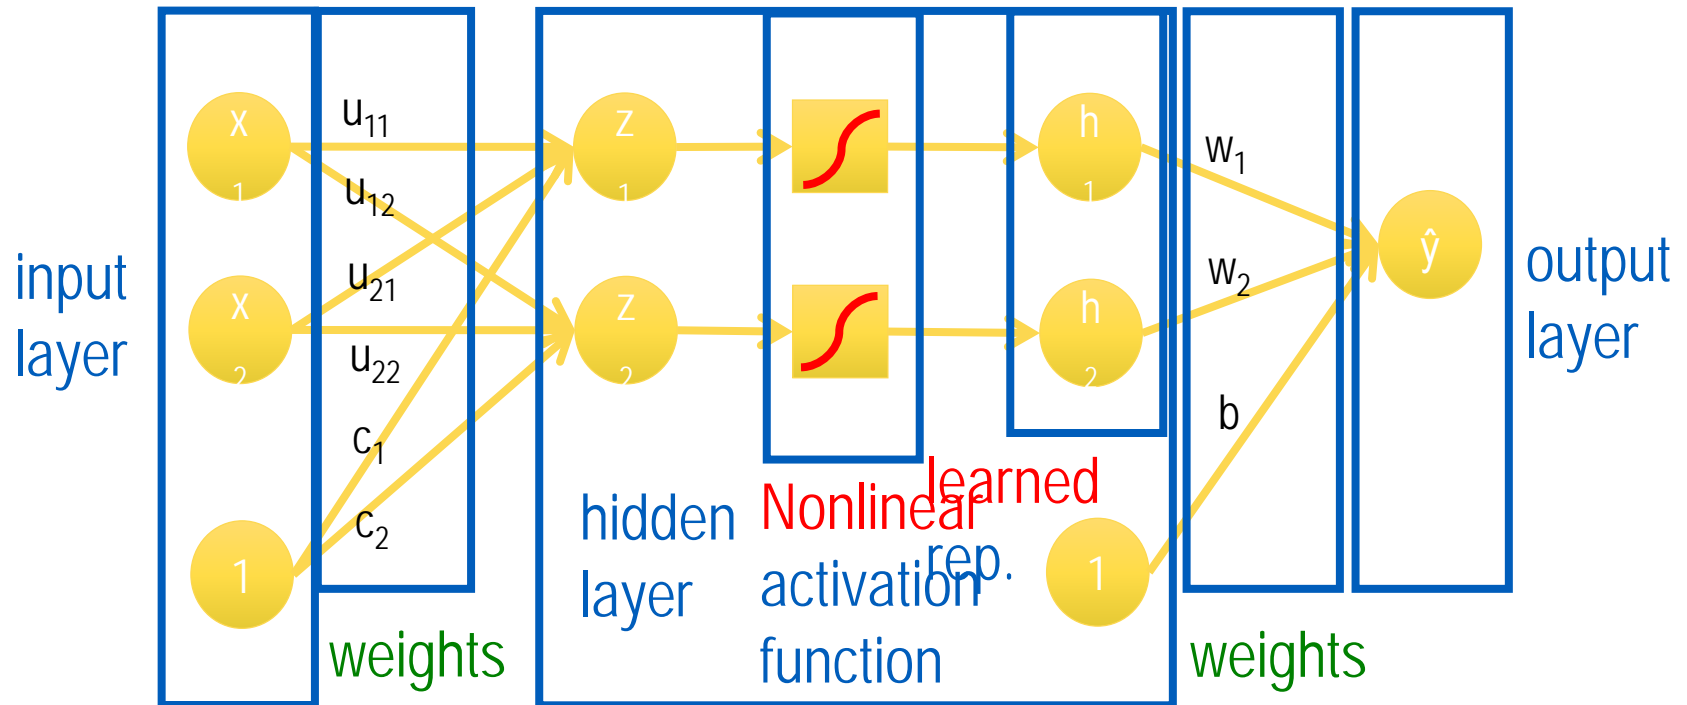 input
layer
x
1
x
2
1
u11
u12
u21
u22
c1
c2
weights
z
1
z
2
hidden
layer
Nonlinear
activation
function
h
1
h
2
learned
rep.
1
w1
w2
b
weights
ŷ
output
layer